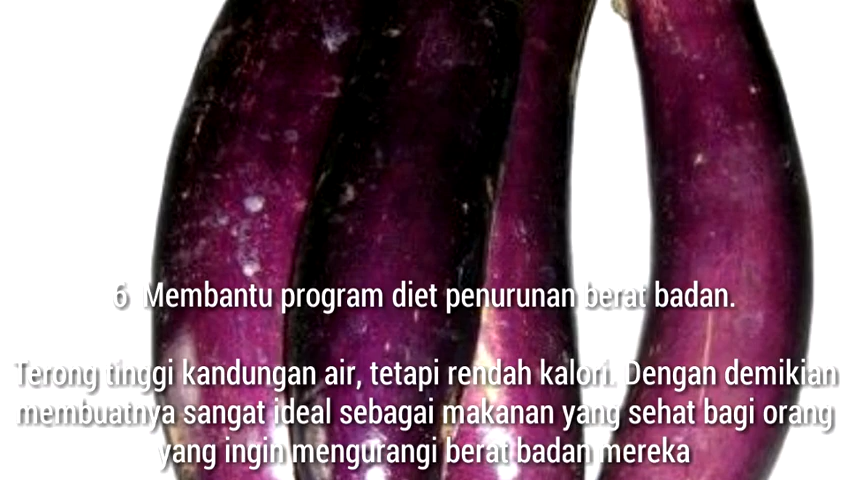 6 Membantu program diet penurunan berat badan.
Terong tinggi kandungan air, tetapi rendah kalori. Dengan demikian
membuatnya sangat ideal sebagai makanan yang sehat bagi orang
yang ingin mengurangi berat badan mereka